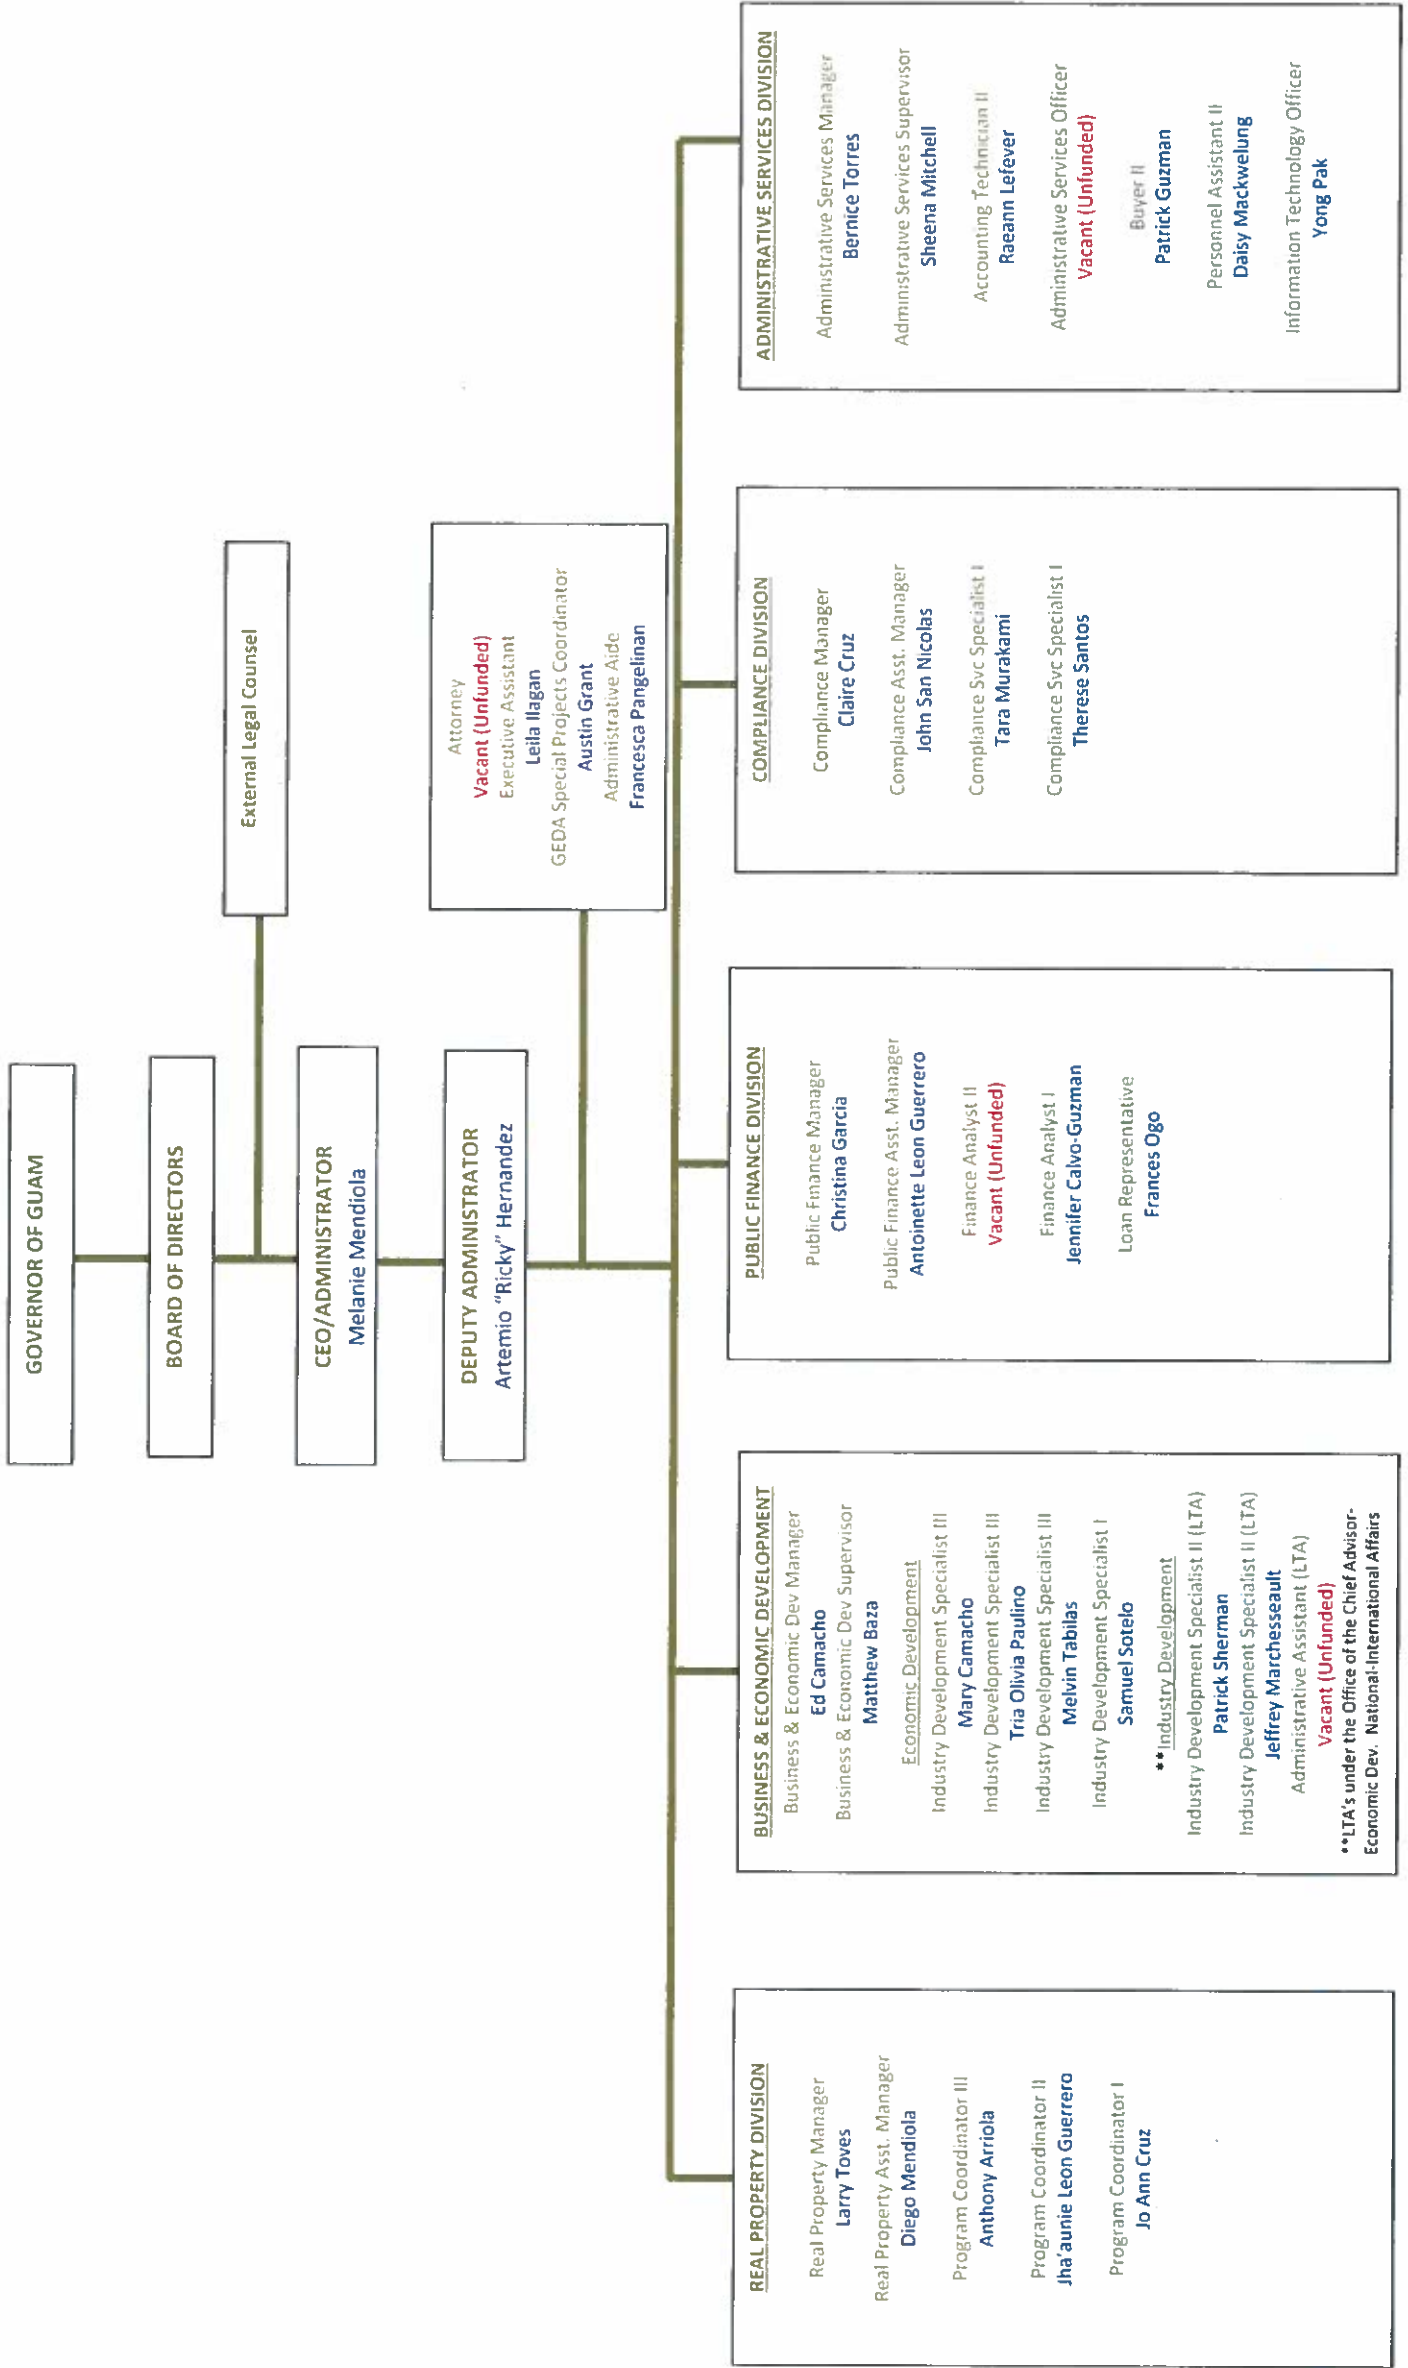 GOVERNOR OF GUAM
BOARD OF DIRECTORS
External Legal Counsel
CEO/ADMINISTRATOR
Melanie Mendiola
DEPUTY ADMINISTRATOR
Artemio "Ricky" Hernandez
Attorney
Vacant (Unfunded)
Executive Assistant
Leila Ilagan
GEDA Special Projects Coordinator
Austin Grant
Administrative Aide
Francesca Pangelinan
REAL PROPERTY DIVISION
Real Property Manager
Larry Toves
Real Property Asst. Manager
Diego Mendiola
Program Coordinator III
Anthony Arriola
Program Coordinator II
Jha'aunie Leon Guerrero
Program Coordinator I
Jo Ann Cruz
BUSINESS & ECONOMIC DEVELOPMENT
Business & Economic Dev Manager
Ed Camacho
Business & Economic Dev Supervisor
Matthew Baza
Economic Development
Industry Development Specialist III
Mary Camacho
Industry Development Specialist III
Tria Olivia Paulino
Industry Development Specialist III
Melvin Tabilas
Industry Development Specialist I
Samuel Sotelo
**Industry Development
Industry Development Specialist II (LTA)
Patrick Sherman
Industry Development Specialist II (LTA)
Jeffrey Marchesseault
Administrative Assistant (LTA)
Vacant (Unfunded)
**LTA's under the Office of the Chief Advisor-
Economic Dev. National-International Affairs
PUBLIC FINANCE DIVISION
Public Finance Manager
Christina Garcia
Public Finance Asst. Manager
Antoinette Leon Guerrero
Finance Analyst II
Vacant (Unfunded)
Finance Analyst I
Jennifer Calvo-Guzman
Loan Representative
Frances Ogo
COMPLIANCE DIVISION
Compliance Manager
Claire Cruz
Compliance Asst. Manager
John San Nicolas
Compliance Svc Specialist I
Tara Murakami
Compliance Svc Specialist I
Therese Santos
ADMINISTRATIVE SERVICES DIVISION
Administrative Services Manager
Bernice Torres
Administrative Services Supervisor
Sheena Mitchell
Accounting Technician II
Raeann Lefever
Administrative Services Officer
Vacant (Unfunded)
Buyer II
Patrick Guzman
Personnel Assistant II
Daisy Mackwelung
Information Technology Officer
Yong Pak